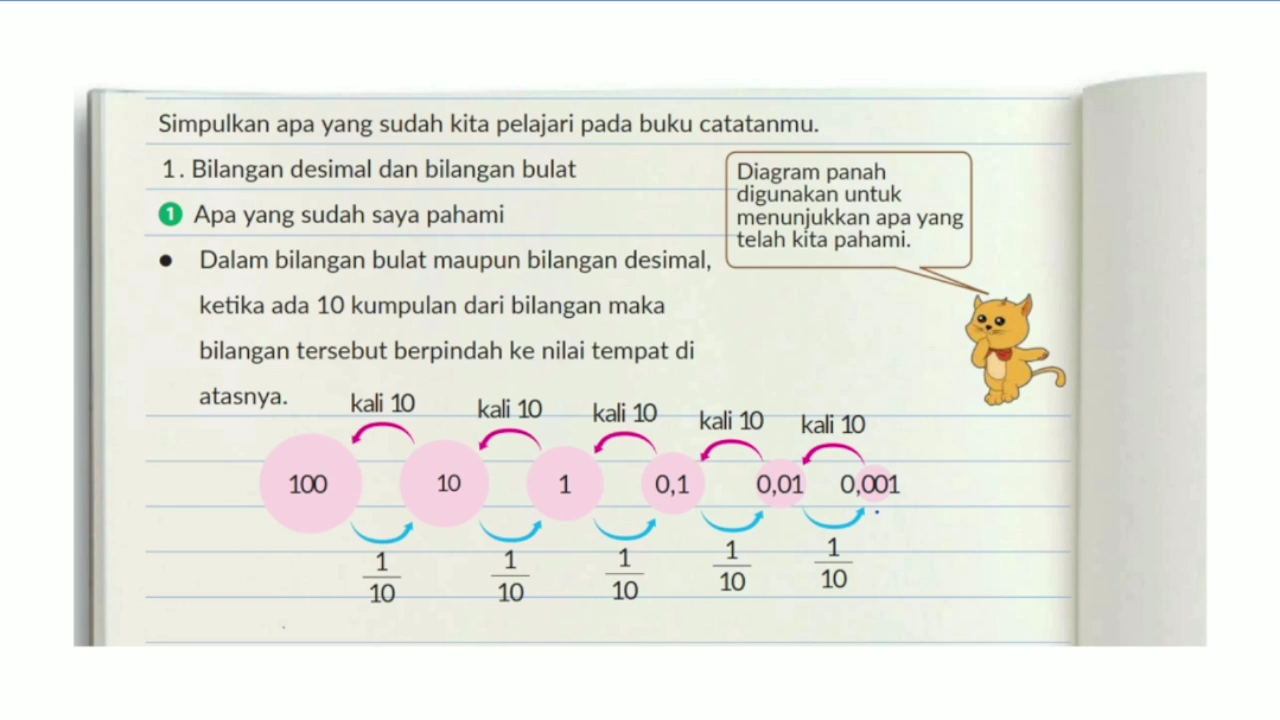 Simpulkan apa yang sudah kita pelajari pada buku catatanmu.
1. Bilangan desimal dan bilangan bulat
1 Apa yang sudah saya pahami
Diagram panah
digunakan untuk
menunjukkan apa yang
telah kita pahami.
• Dalam bilangan bulat maupun bilangan desimal,
ketika ada 10 kumpulan dari bilangan maka
bilangan tersebut berpindah ke nilai tempat di
atasnya.
kali 10 kali 10 kali 10 kali 10 kali 10
100 10 1 0,1 0,01 0,001
1/10 1/10 1/10 1/10 1/10